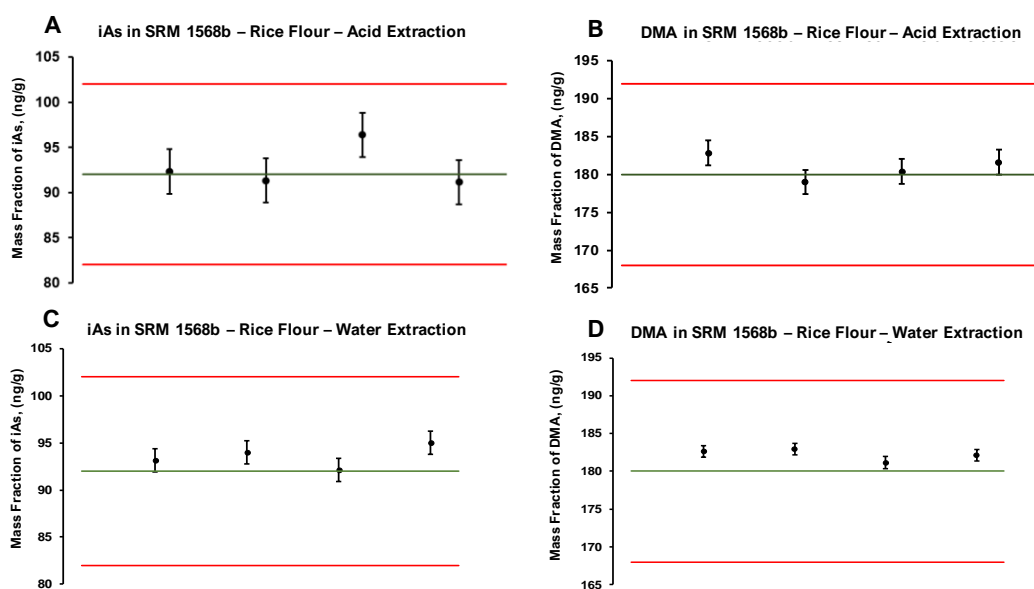 A
iAs in SRM 1568b – Rice Flour – Acid Extraction
Mass Fraction of iAs, (ng/g)
105
100
95
90
85
80
B
DMA in SRM 1568b – Rice Flour – Acid Extraction
Mass Fraction of DMA, (ng/g)
195
190
185
180
175
170
165
C
iAs in SRM 1568b – Rice Flour – Water Extraction
Mass Fraction of iAs, (ng/g)
105
100
95
90
85
80
D
DMA in SRM 1568b – Rice Flour – Water Extraction
Mass Fraction of DMA, (ng/g)
195
190
185
180
175
170
165